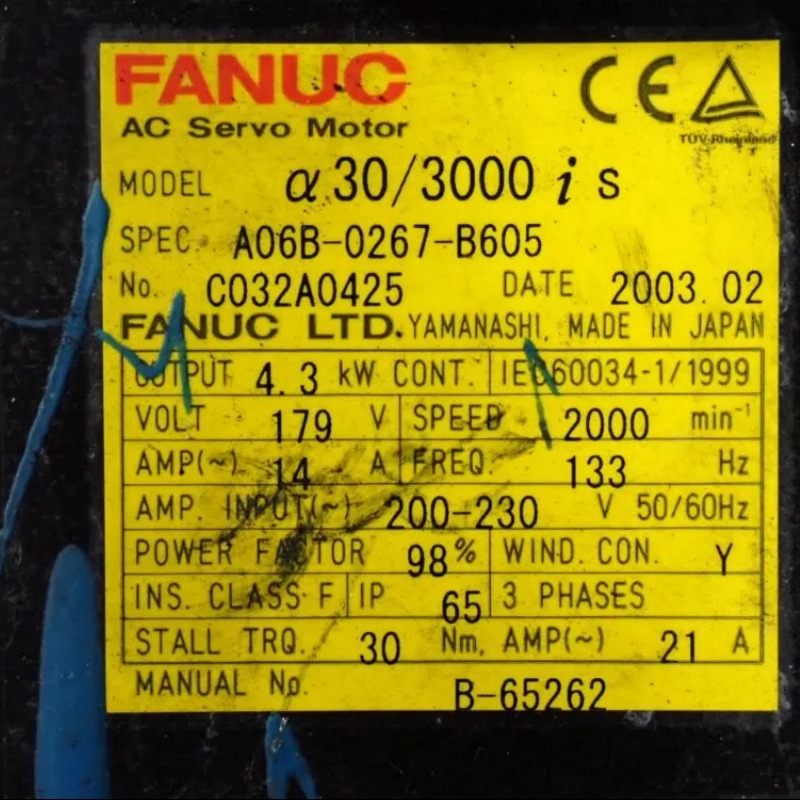 FANUC
CE
TÜV Rheinland
AC Servo Motor
MODEL α30/3000 i s
SPEC. A06B-0267-B605
No. C032A0425 DATE 2003.02
FANUC LTD. YAMANASHI, MADE IN JAPAN
OUTPUT 4.3 kW CONT. IEC60034-1/1999
VOLT 179 V SPEED 2000 min⁻¹
AMP(~) 14 A FREQ. 133 Hz
AMP. INPUT(~) 200-230 V 50/60Hz
POWER FACTOR 98% WIND. CON. Y
INS. CLASS F IP 65 3 PHASES
STALL TRQ. 30 Nm, AMP(~) 21 A
MANUAL No. B-65262